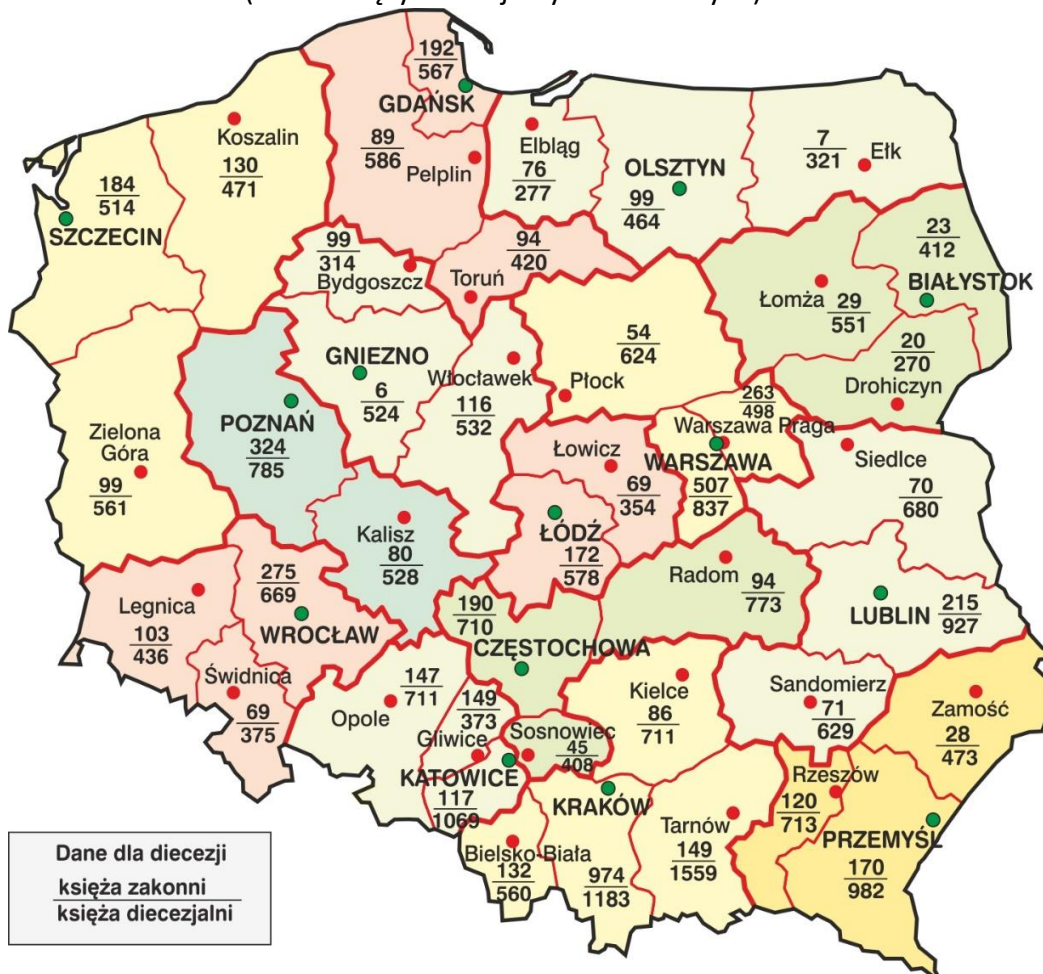 192
567
GDAŃSK
89
586
Pelplin
Koszalin
130
471
184
514
SZCZECIN
Elbląg
76
277
OLSZTYN
99
464
7
321
Ełk
99
314
Bydgoszcz
94
420
Toruń
23
412
BIAŁYSTOK
Łomża
29
551
20
270
Drohiczyn
54
624
Płock
GNIEZNO
6
524
Włocławek
116
532
POZNAŃ
324
785
Zielona
Góra
99
561
263
498
Warszawa Praga
WARSZAWA
507
837
Łowicz
69
354
Siedlce
70
680
Kalisz
80
528
ŁÓDŹ
172
578
Radom
94
773
LUBLIN
215
927
Legnica
103
436
275
669
WROCŁAW
Świdnica
69
375
190
710
CZĘSTOCHOWA
147
711
Opole
149
373
Gliwice
Sosnowiec
45
408
KATOWICE
117
1069
Kielce
86
711
Sandomierz
71
629
Zamość
28
473
Rzeszów
120
713
PRZEMYŚL
170
982
KRAKÓW
974
1183
Tarnów
149
1559
Bielsko-Biała
132
560
Dane dla diecezji
księża zakonni
księża diecezjalni